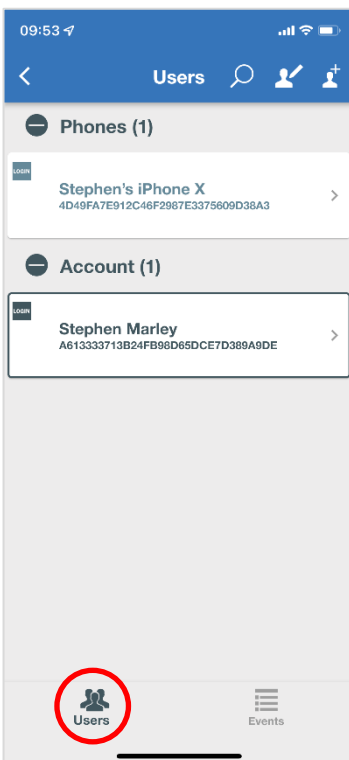 09:53
Users
Phones (1)
LOGIN
Stephen's iPhone X
4D49FA7E912C46F2987E3375609D38A3
Account (1)
LOGIN
Stephen Marley
A613333713B24FB98D65DCE7D389A9DE
Users
Events